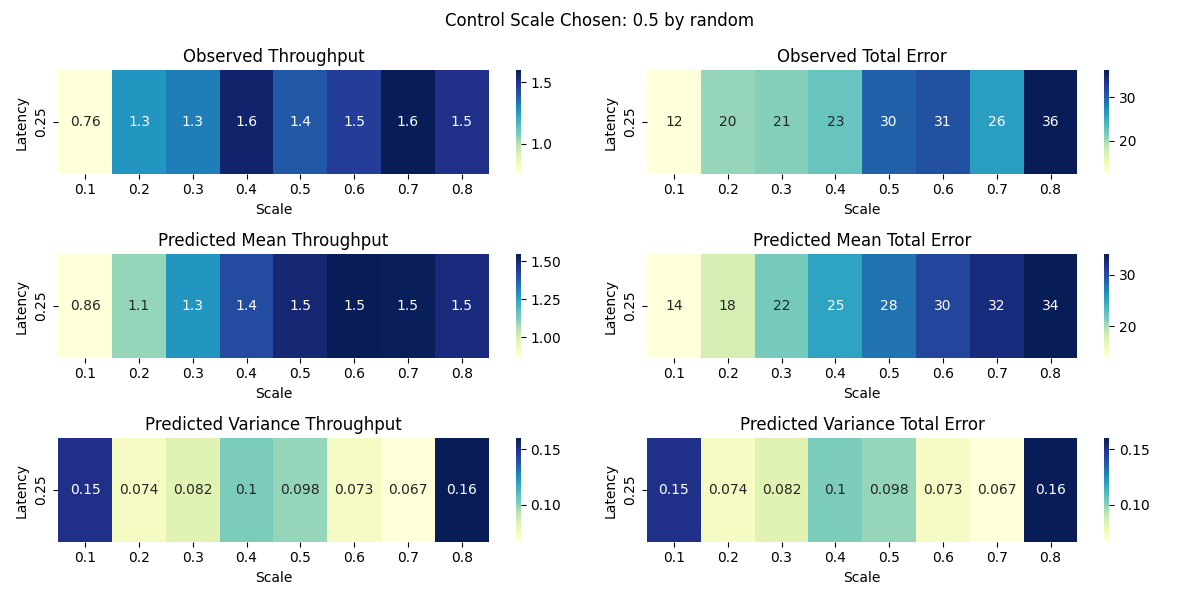 Control Scale Chosen: 0.5 by random
Observed Throughput
Latency
0.25
0.76 1.3 1.3 1.6 1.4 1.5 1.6 1.5
0.1 0.2 0.3 0.4 0.5 0.6 0.7 0.8
Scale
1.5
1.0
Observed Total Error
Latency
0.25
12 20 21 23 30 31 26 36
0.1 0.2 0.3 0.4 0.5 0.6 0.7 0.8
Scale
30
20
Predicted Mean Throughput
Latency
0.25
0.86 1.1 1.3 1.4 1.5 1.5 1.5 1.5
0.1 0.2 0.3 0.4 0.5 0.6 0.7 0.8
Scale
1.50
1.25
1.00
Predicted Mean Total Error
Latency
0.25
14 18 22 25 28 30 32 34
0.1 0.2 0.3 0.4 0.5 0.6 0.7 0.8
Scale
30
20
Predicted Variance Throughput
Latency
0.25
0.15 0.074 0.082 0.1 0.098 0.073 0.067 0.16
0.1 0.2 0.3 0.4 0.5 0.6 0.7 0.8
Scale
0.15
0.10
Predicted Variance Total Error
Latency
0.25
0.15 0.074 0.082 0.1 0.098 0.073 0.067 0.16
0.1 0.2 0.3 0.4 0.5 0.6 0.7 0.8
Scale
0.15
0.10